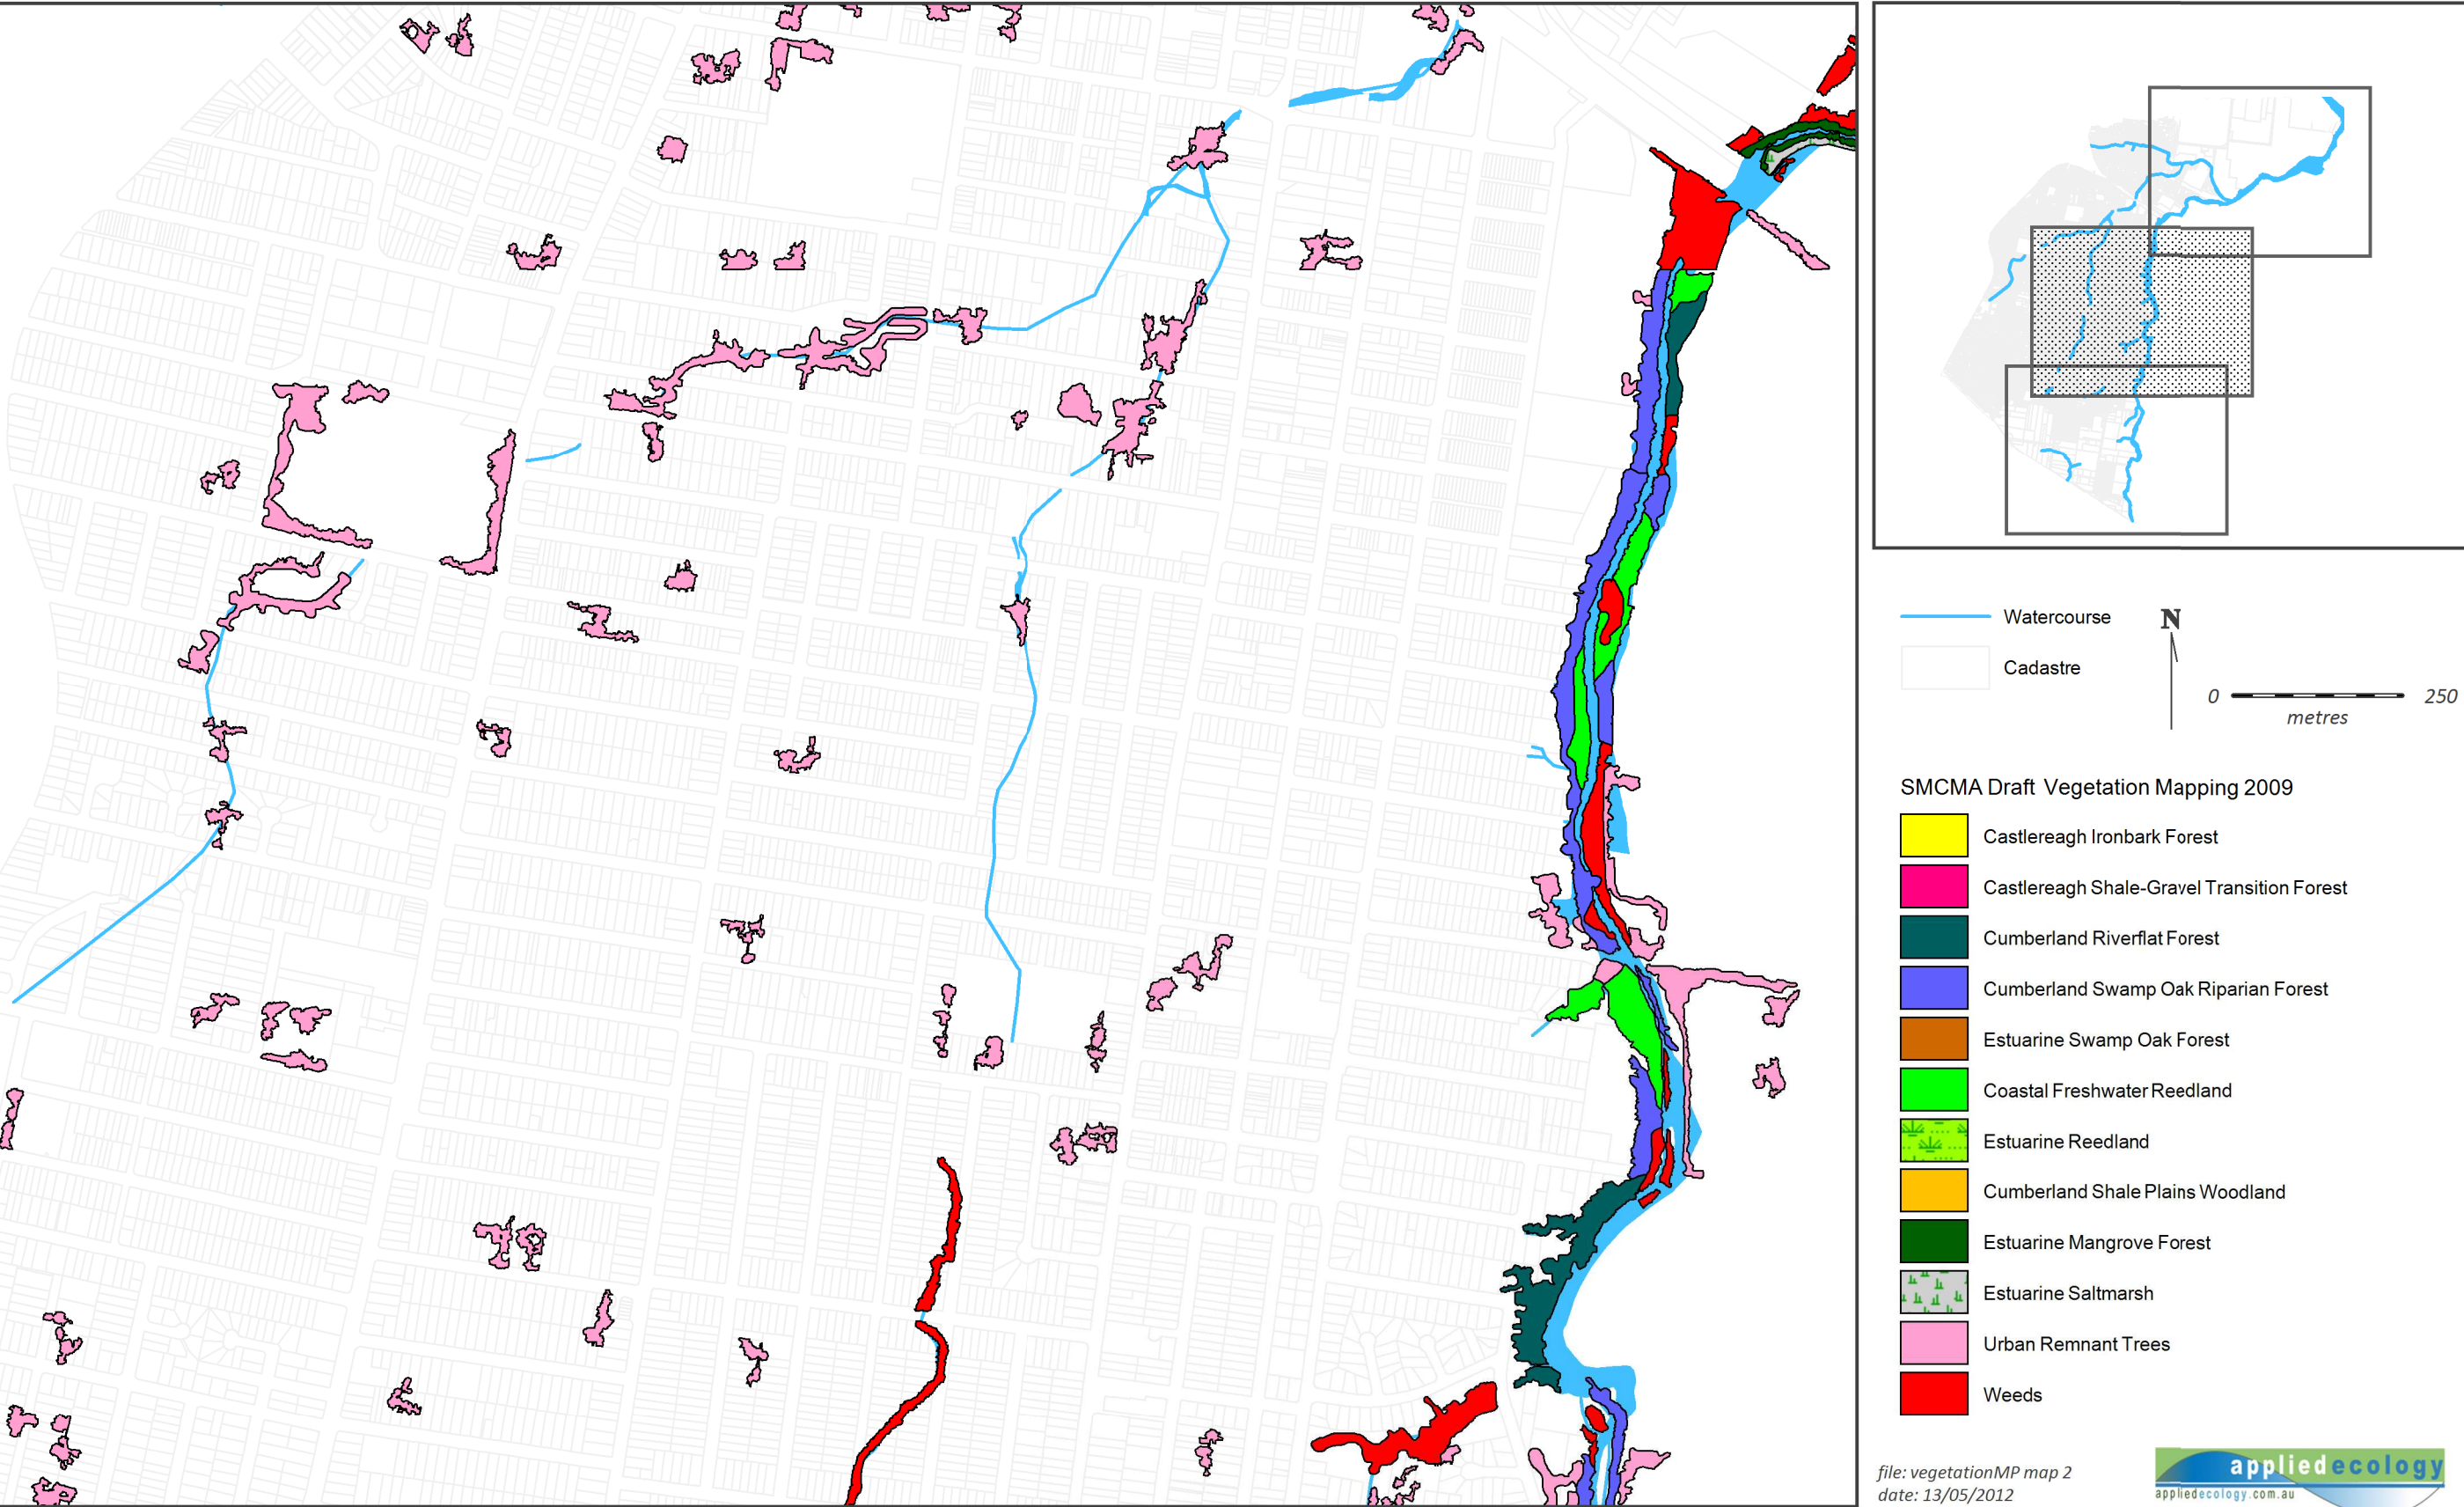 Watercourse
N
Cadastre
0
250
metres
SMCMA Draft Vegetation Mapping 2009
Castlereagh Ironbark Forest
Castlereagh Shale-Gravel Transition Forest
Cumberland Riverflat Forest
Cumberland Swamp Oak Riparian Forest
Estuarine Swamp Oak Forest
Coastal Freshwater Reedland
Estuarine Reedland
Cumberland Shale Plains Woodland
Estuarine Mangrove Forest
Estuarine Saltmarsh
Urban Remnant Trees
Weeds
file: vegetationMP map 2
date: 13/05/2012
appliedecology
appliedecology.com.au